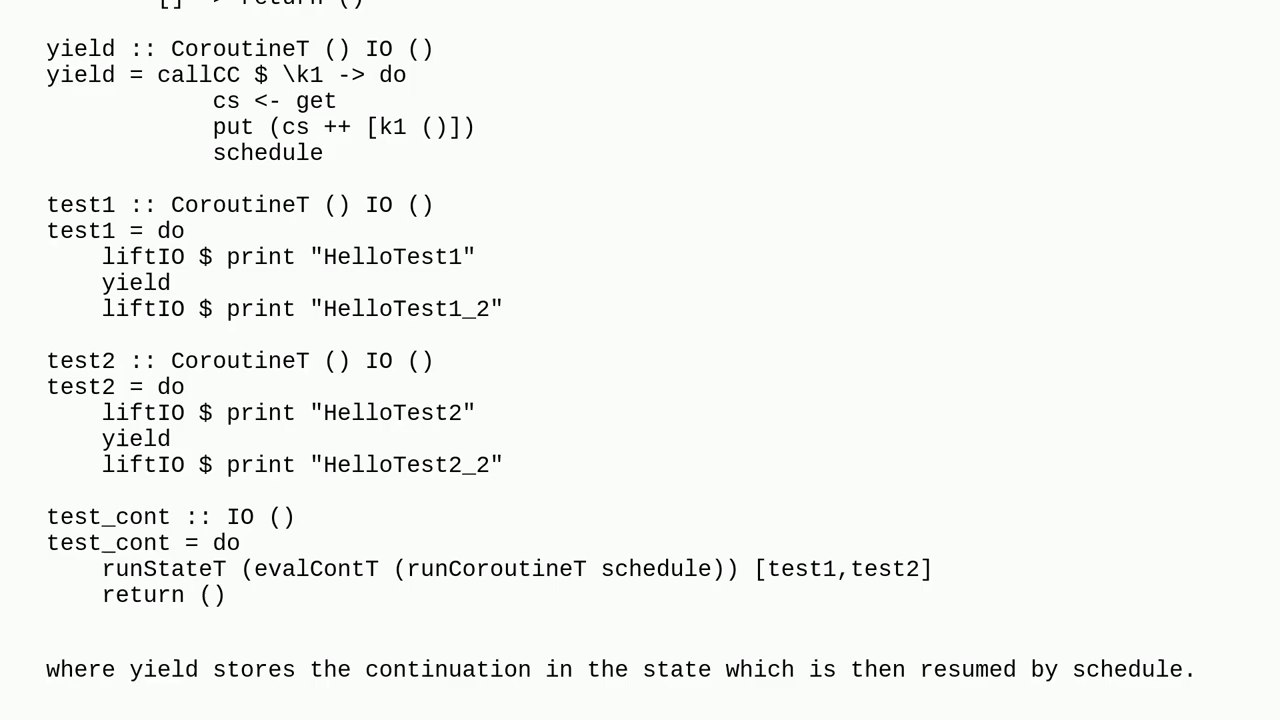 [] -> return ()
yield :: CoroutineT () IO ()
yield = callCC $ \k1 -> do
            cs <- get
            put (cs ++ [k1 ()])
            schedule
test1 :: CoroutineT () IO ()
test1 = do
    liftIO $ print "HelloTest1"
    yield
    liftIO $ print "HelloTest1_2"
test2 :: CoroutineT () IO ()
test2 = do
    liftIO $ print "HelloTest2"
    yield
    liftIO $ print "HelloTest2_2"
test_cont :: IO ()
test_cont = do
    runStateT (evalContT (runCoroutineT schedule)) [test1,test2]
    return ()
where yield stores the continuation in the state which is then resumed by schedule.